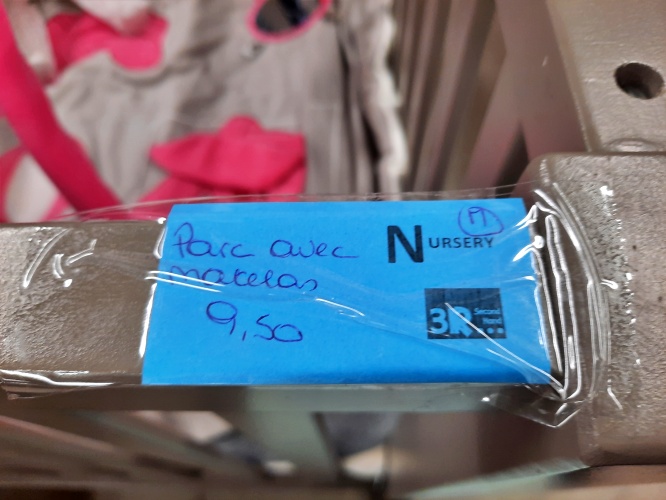 Parc avec
matelas
9,50
NURSERY
3R